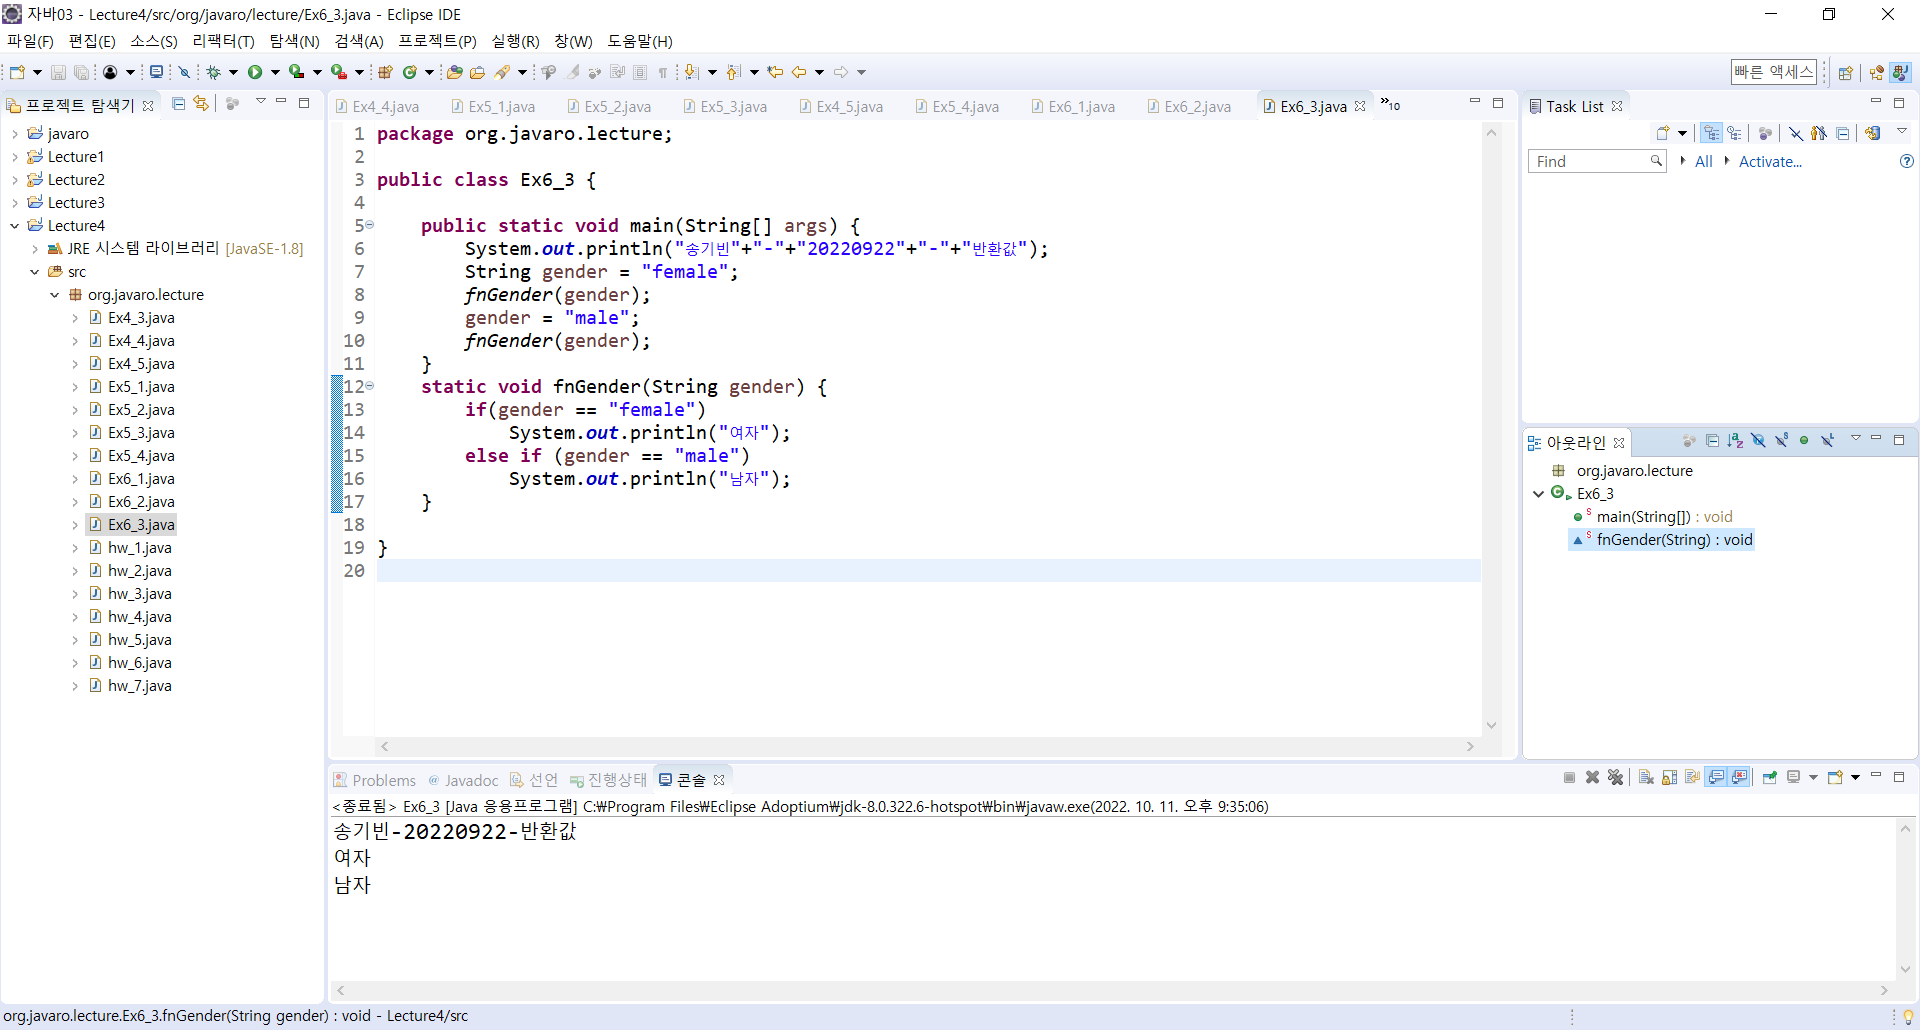 자바03 - Lecture4/src/org/javaro/lecture/Ex6_3.java - Eclipse IDE
파일(F) 편집(E) 소스(S) 리팩터(T) 탐색(N) 검색(A) 프로젝트(P) 실행(R) 창(W) 도움말(H)
빠른 액세스
프로젝트 탐색기
javaro
Lecture1
Lecture2
Lecture3
Lecture4
JRE 시스템 라이브러리 [JavaSE-1.8]
src
org.javaro.lecture
Ex4_3.java
Ex4_4.java
Ex4_5.java
Ex5_1.java
Ex5_2.java
Ex5_3.java
Ex5_4.java
Ex6_1.java
Ex6_2.java
Ex6_3.java
hw_1.java
hw_2.java
hw_3.java
hw_4.java
hw_5.java
hw_6.java
hw_7.java
Ex4_4.java Ex5_1.java Ex5_2.java Ex5_3.java Ex4_5.java Ex5_4.java Ex6_1.java Ex6_2.java Ex6_3.java »10
1 package org.javaro.lecture;
2
3 public class Ex6_3 {
4
5 public static void main(String[] args) {
6 System.out.println("송기빈"+"-"+"20220922"+"-"+"반환값");
7 String gender = "female";
8 fnGender(gender);
9 gender = "male";
10 fnGender(gender);
11 }
12 static void fnGender(String gender) {
13 if(gender == "female")
14 System.out.println("여자");
15 else if (gender == "male")
16 System.out.println("남자");
17 }
18
19 }
20
Task List
Find All Activate...
아웃라인
org.javaro.lecture
Ex6_3
main(String[]) : void
fnGender(String) : void
Problems @ Javadoc 선언 진행상태 콘솔
<종료됨> Ex6_3 [Java 응용프로그램] C:₩Program Files₩Eclipse Adoptium₩jdk-8.0.322.6-hotspot₩bin₩javaw.exe(2022. 10. 11. 오후 9:35:06)
송기빈-20220922-반환값
여자
남자
org.javaro.lecture.Ex6_3.fnGender(String gender) : void - Lecture4/src